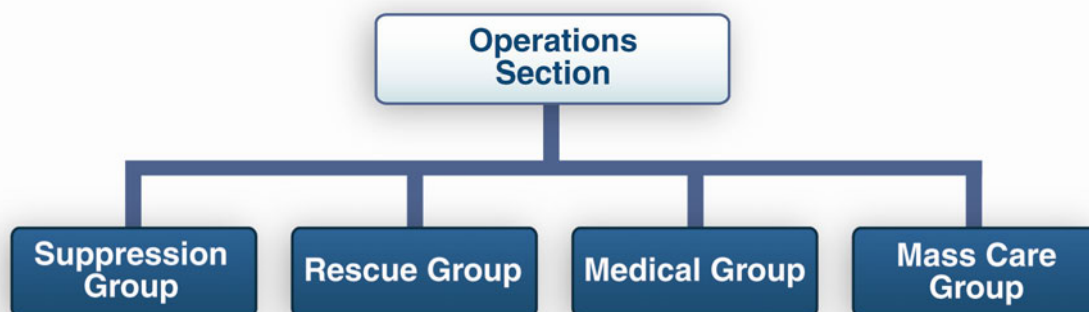 Operations
Section
Suppression
Group
Rescue Group
Medical Group
Mass Care
Group